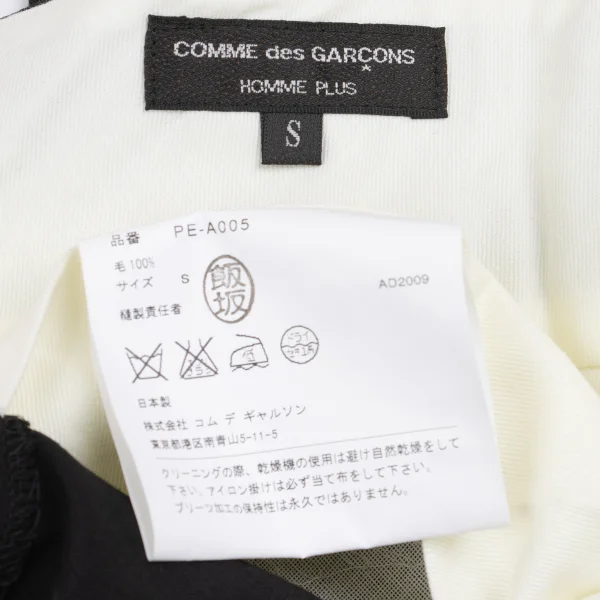 COMME des GARÇONS
HOMME PLUS
S
品番 PE-A005
毛100%
サイズ S
縫製責任者 飯坂
AD2009
日本製
株式会社 コム デ ギャルソン
東京都港区南青山5-11-5
クリーニングの際、乾燥機の使用は避け自然乾燥をして
下さい。アイロン掛けは必ず当て布をして下さい。
プリーツ加工の保持性は永久ではありません。